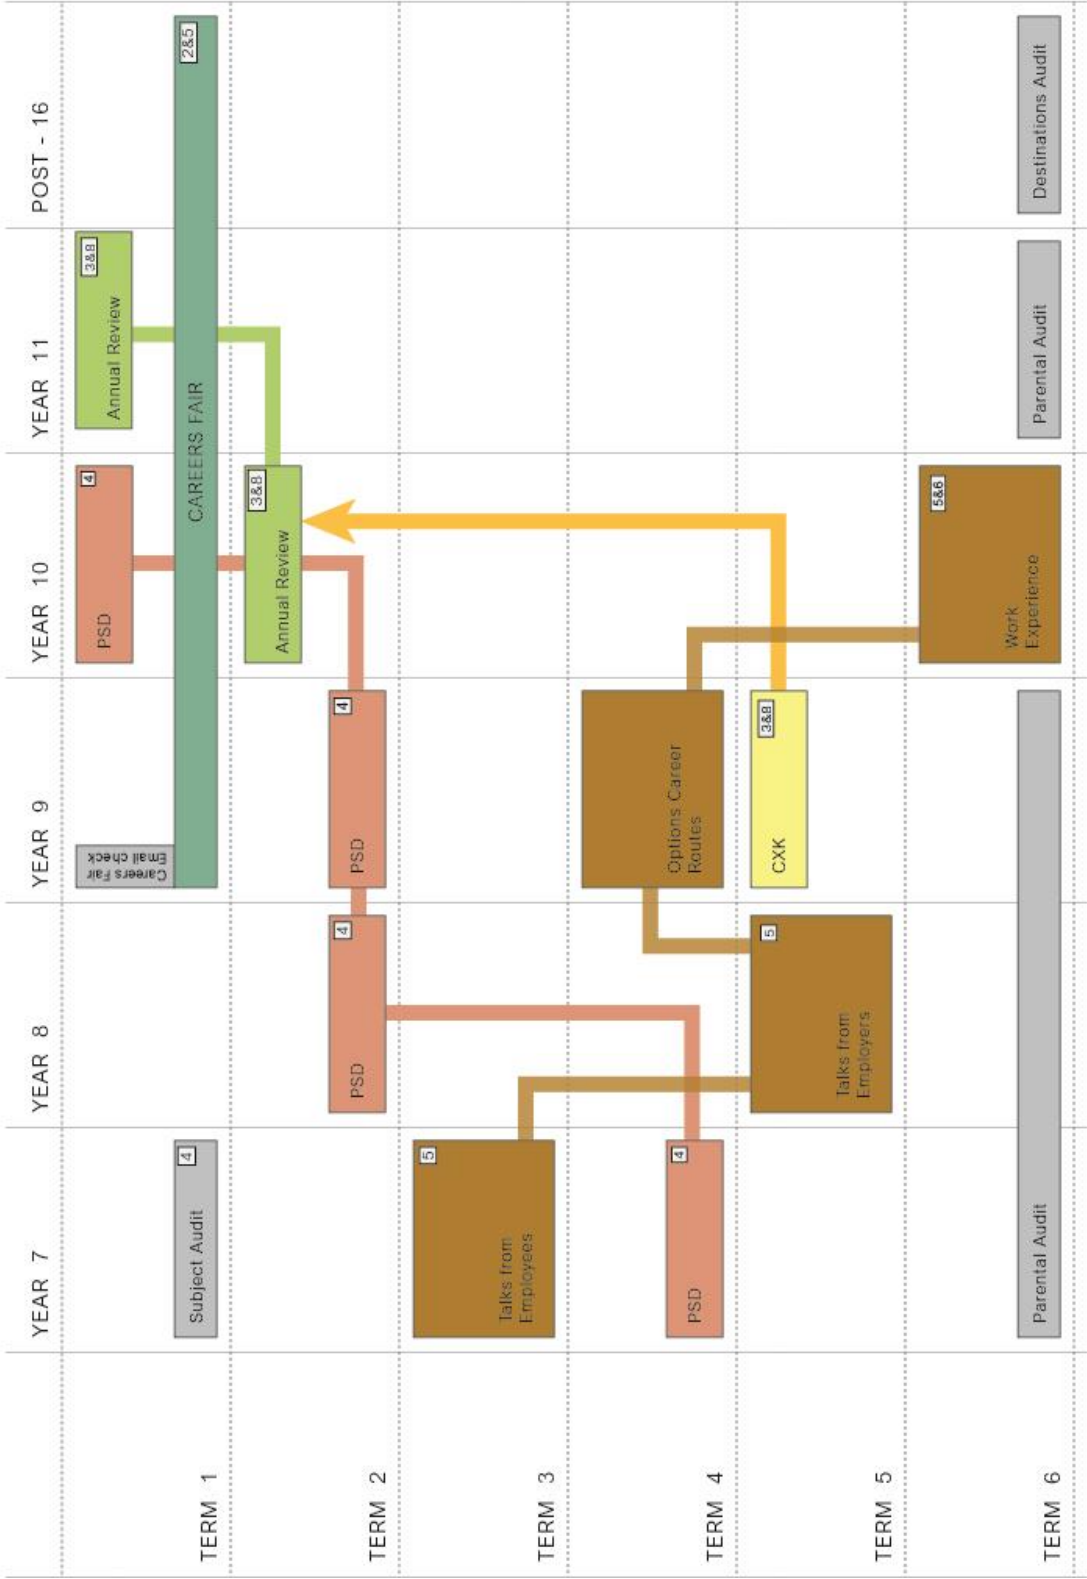 YEAR 7
YEAR 8
YEAR 9
YEAR 10
YEAR 11
POST - 16
TERM 1
Subject Audit
4
Careers Fair
Email check
CAREERS FAIR
2&5
PSD
4
Annual Review
3&8
TERM 2
PSD
4
PSD
4
Annual Review
3&8
TERM 3
Talks from
Employees
5
TERM 4
PSD
4
Options Career
Routes
TERM 5
Talks from
Employers
5
CXK
3&8
TERM 6
Parental Audit
Work
Experience
5&6
Parental Audit
Destinations Audit